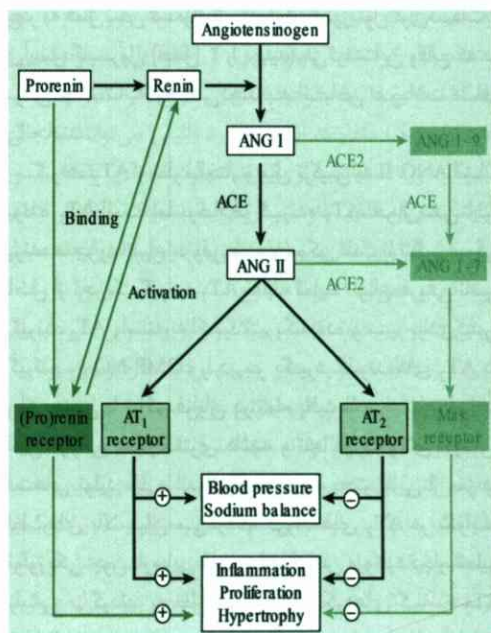 Angiotensinogen
Prorenin
Renin
ANG I
ANG 1-9
ACE2
ACE
ACE
Binding
ANG II
ANG 1-7
ACE2
Activation
(Pro)renin
receptor
AT1
receptor
AT2
receptor
Mas
receptor
+
Blood pressure
Sodium balance
−
+
Inflammation
Proliferation
Hypertrophy
−
+
−